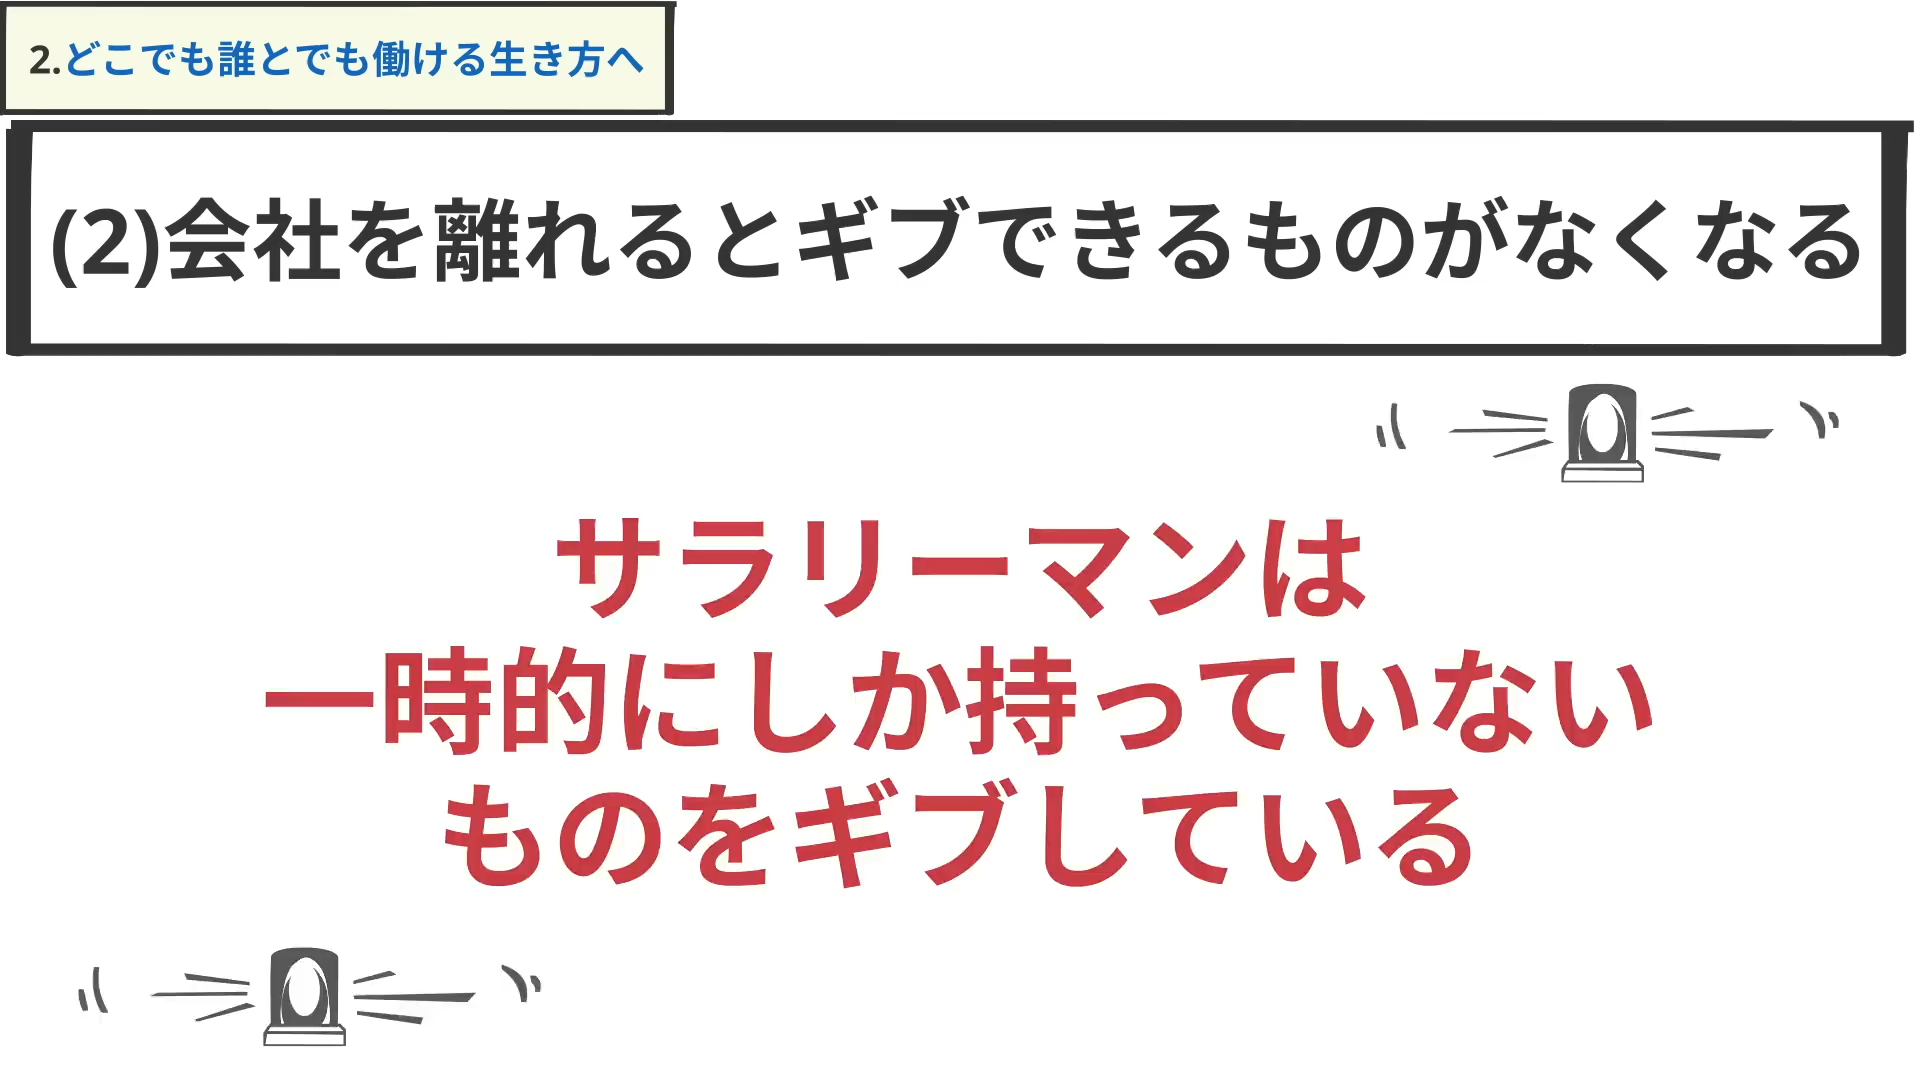 2.どこでも誰とでも働ける生き方へ
(2)会社を離れるとギブできるものがなくなる
サラリーマンは
一時的にしか持っていない
ものをギブしている